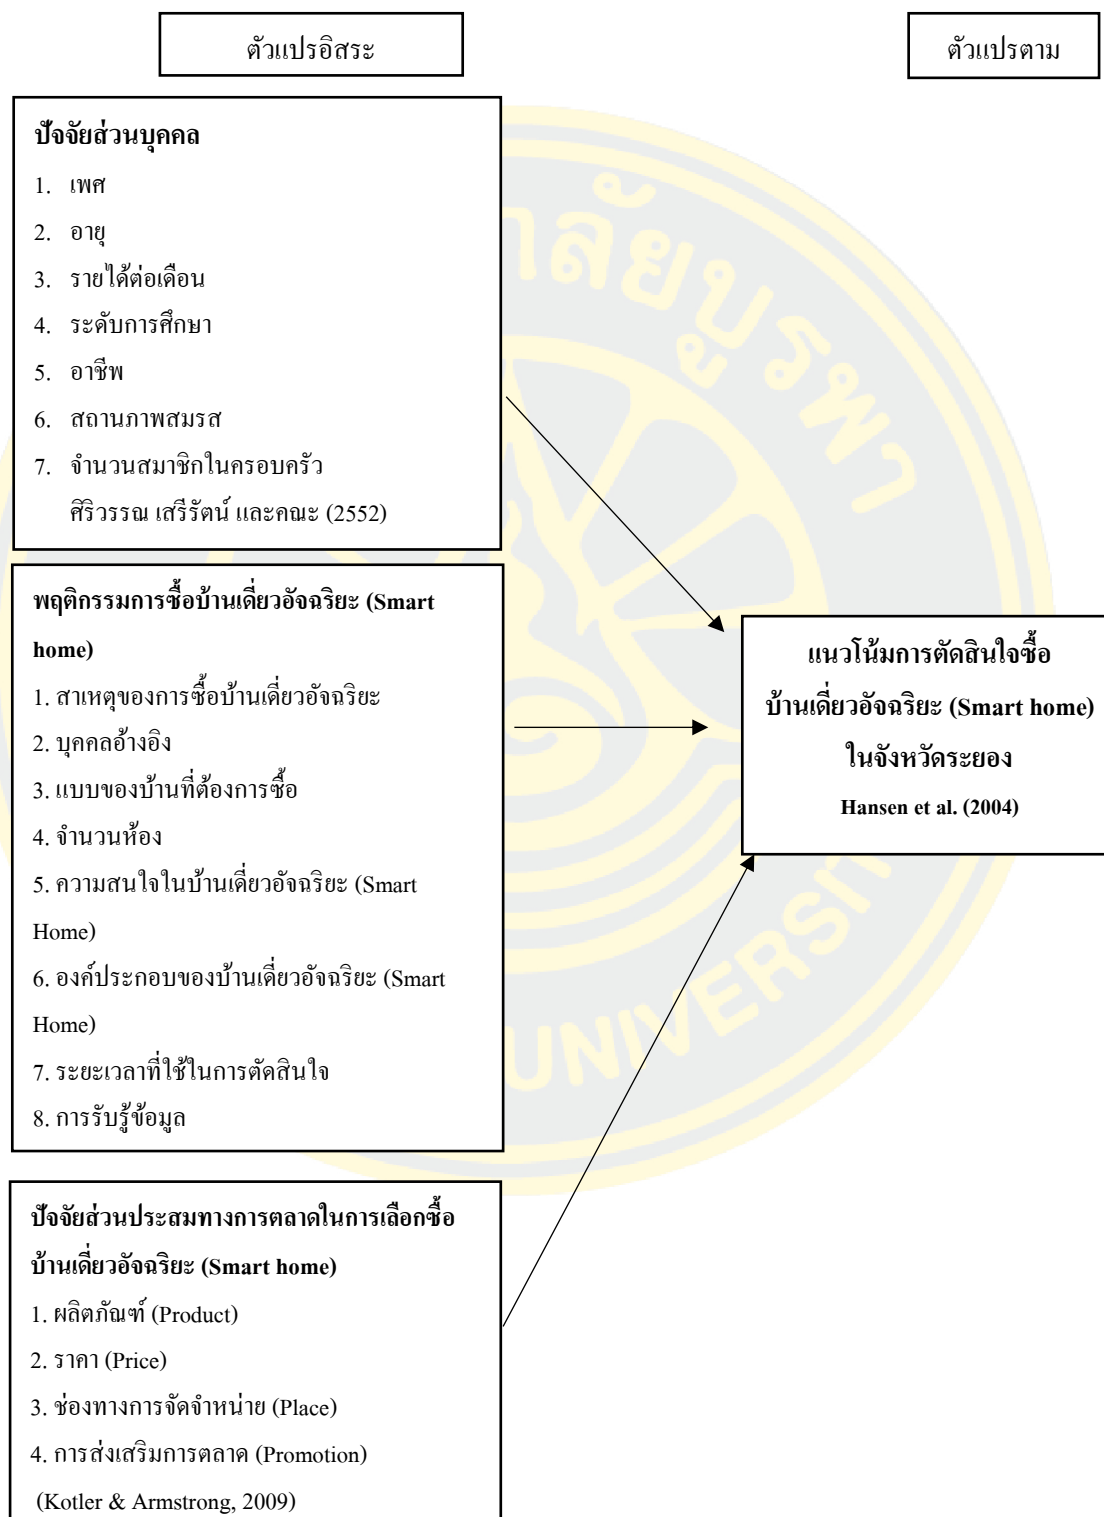 ตัวแปรอิสระ
ตัวแปรตาม
ปัจจัยส่วนบุคคล
1. เพศ
2. อายุ
3. รายได้ต่อเดือน
4. ระดับการศึกษา
5. อาชีพ
6. สถานภาพสมรส
7. จำนวนสมาชิกในครอบครัว
ศิริวรรณ เสรีรัตน์ และคณะ (2552)
พฤติกรรมการซื้อบ้านเดี่ยวอัจฉริยะ (Smart
home)
1. สาเหตุของการซื้อบ้านเดี่ยวอัจฉริยะ
2. บุคคลอ้างอิง
3. แบบของบ้านที่ต้องการซื้อ
4. จำนวนห้อง
5. ความสนใจในบ้านเดี่ยวอัจฉริยะ (Smart
Home)
6. องค์ประกอบของบ้านเดี่ยวอัจฉริยะ (Smart
Home)
7. ระยะเวลาที่ใช้ในการตัดสินใจ
8. การรับรู้ข้อมูล
แนวโน้มการตัดสินใจซื้อ
บ้านเดี่ยวอัจฉริยะ (Smart home)
ในจังหวัดระยอง
Hansen et al. (2004)
ปัจจัยส่วนประสมทางการตลาดในการเลือกซื้อ
บ้านเดี่ยวอัจฉริยะ (Smart home)
1. ผลิตภัณฑ์ (Product)
2. ราคา (Price)
3. ช่องทางการจัดจำหน่าย (Place)
4. การส่งเสริมการตลาด (Promotion)
(Kotler & Armstrong, 2009)
าลัยบูรพา
UNIVERSIT